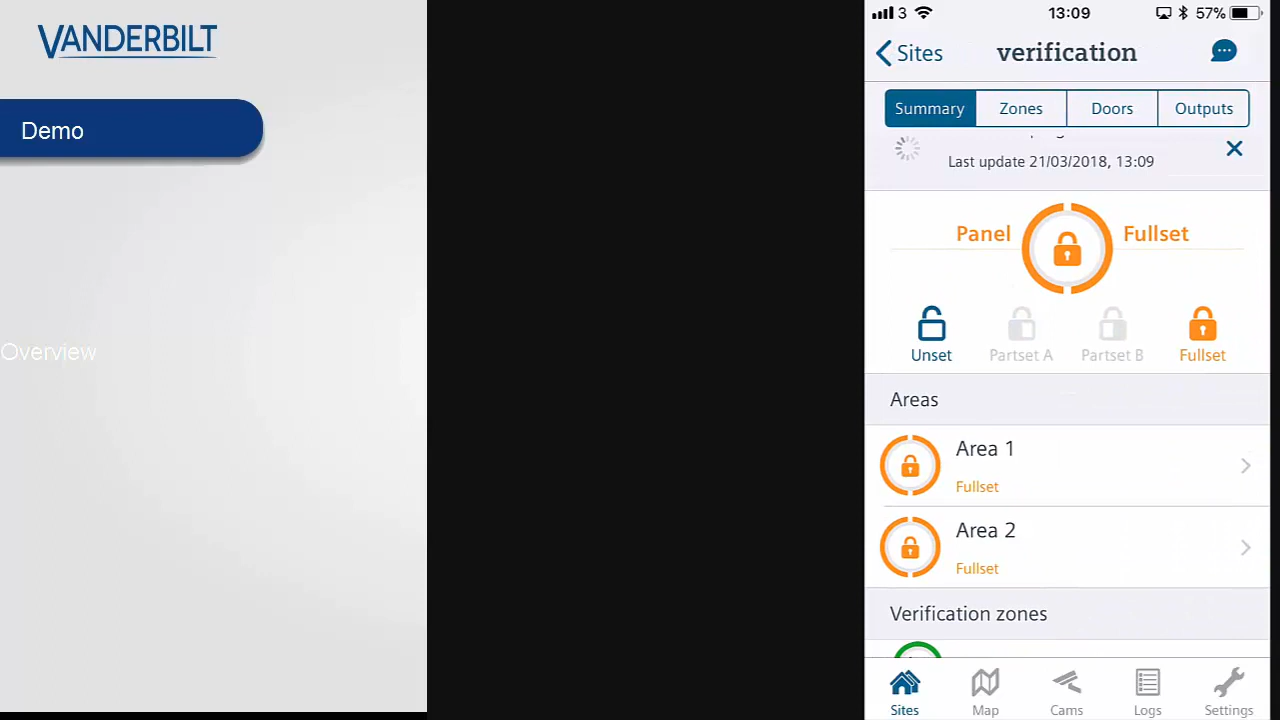 VANDERBILT
Demo
Overview
3 13:09 57%
Sites verification
Summary Zones Doors Outputs
Last update 21/03/2018, 13:09
Panel Fullset
Unset Partset A Partset B Fullset
Areas
Area 1
Fullset
Area 2
Fullset
Verification zones
Sites Map Cams Logs Settings